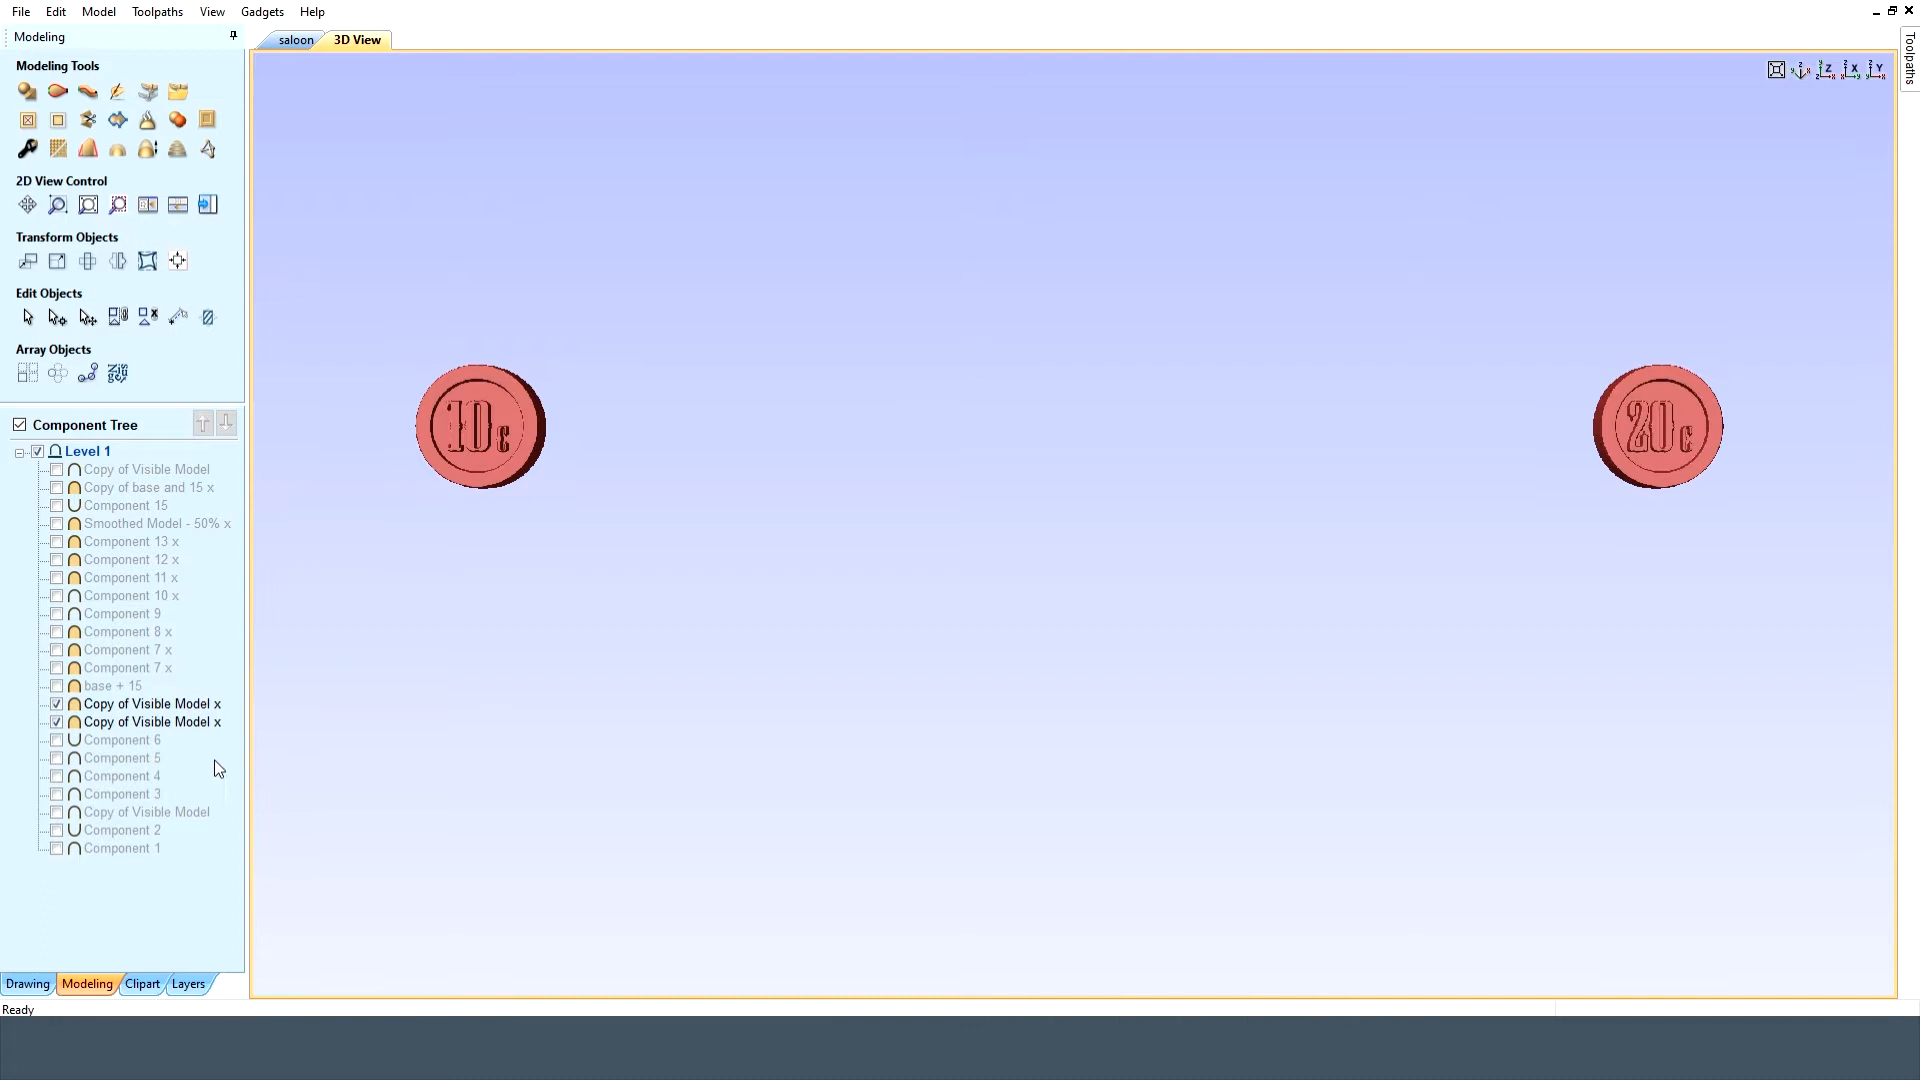 File Edit Model Toolpaths View Gadgets Help
Modeling
saloon 3D View
Toolpaths
Modeling Tools
2D View Control
Transform Objects
Edit Objects
Array Objects
Component Tree
Level 1
Copy of Visible Model
Copy of base and 15 x
Component 15
Smoothed Model - 50% x
Component 13 x
Component 12 x
Component 11 x
Component 10 x
Component 9
Component 8 x
Component 7 x
Component 7 x
base + 15
Copy of Visible Model x
Copy of Visible Model x
Component 6
Component 5
Component 4
Component 3
Copy of Visible Model
Component 2
Component 1
10c
20c
Drawing Modeling Clipart Layers
Ready